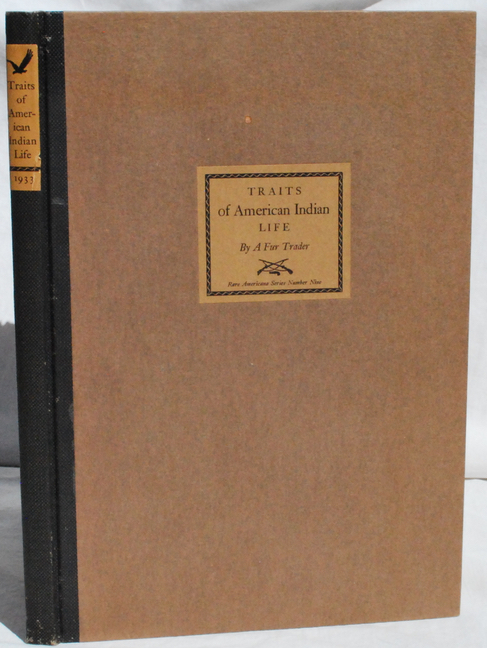 Traits
of
Amer-
ican
Indian
Life
1933
TRAITS
of American Indian
LIFE
By A Fur Trader
Rare Americana Series Number Nine